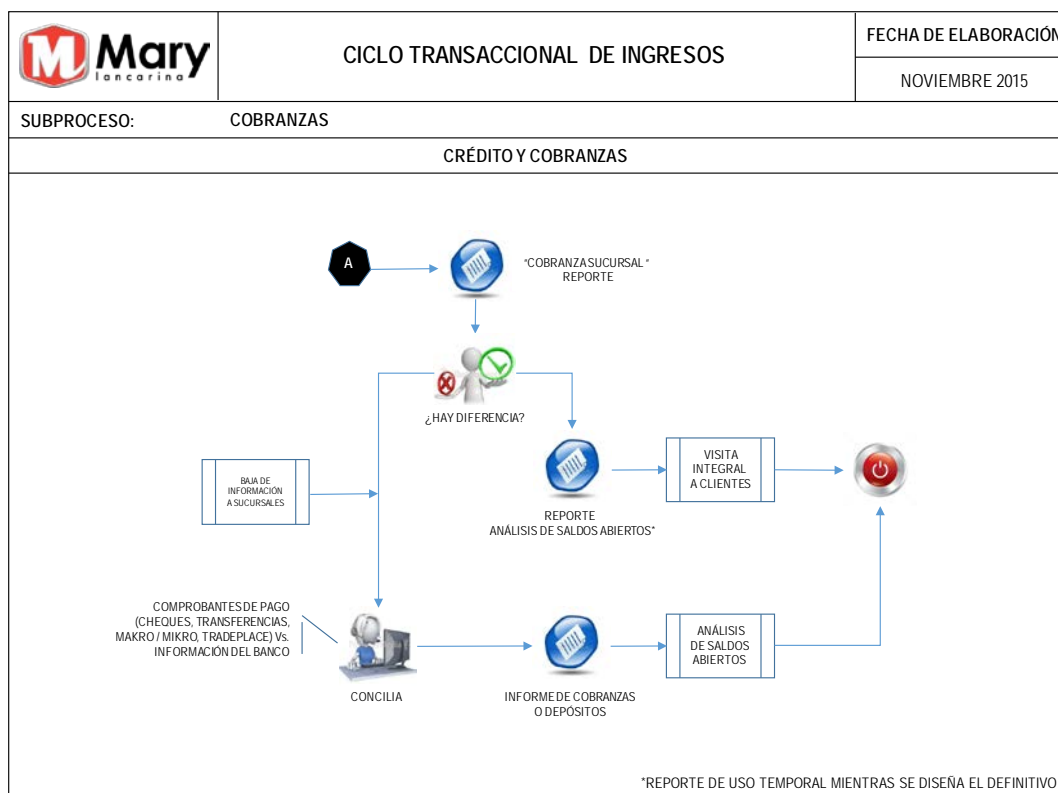 Mary
lancarina
CICLO TRANSACCIONAL DE INGRESOS
FECHA DE ELABORACIÓN
NOVIEMBRE 2015
SUBPROCESO: COBRANZAS
CRÉDITO Y COBRANZAS
A
"COBRANZA SUCURSAL"
REPORTE
¿HAY DIFERENCIA?
BAJA DE
INFORMACIÓN
A SUCURSALES
REPORTE
ANÁLISIS DE SALDOS ABIERTOS*
VISITA
INTEGRAL
A CLIENTES
COMPROBANTES DE PAGO
(CHEQUES, TRANSFERENCIAS,
MAKRO / MIKRO, TRADEPLACE) Vs.
INFORMACIÓN DEL BANCO
CONCILIA
INFORME DE COBRANZAS
O DEPÓSITOS
ANÁLISIS
DE SALDOS
ABIERTOS
*REPORTE DE USO TEMPORAL MIENTRAS SE DISEÑA EL DEFINITIVO